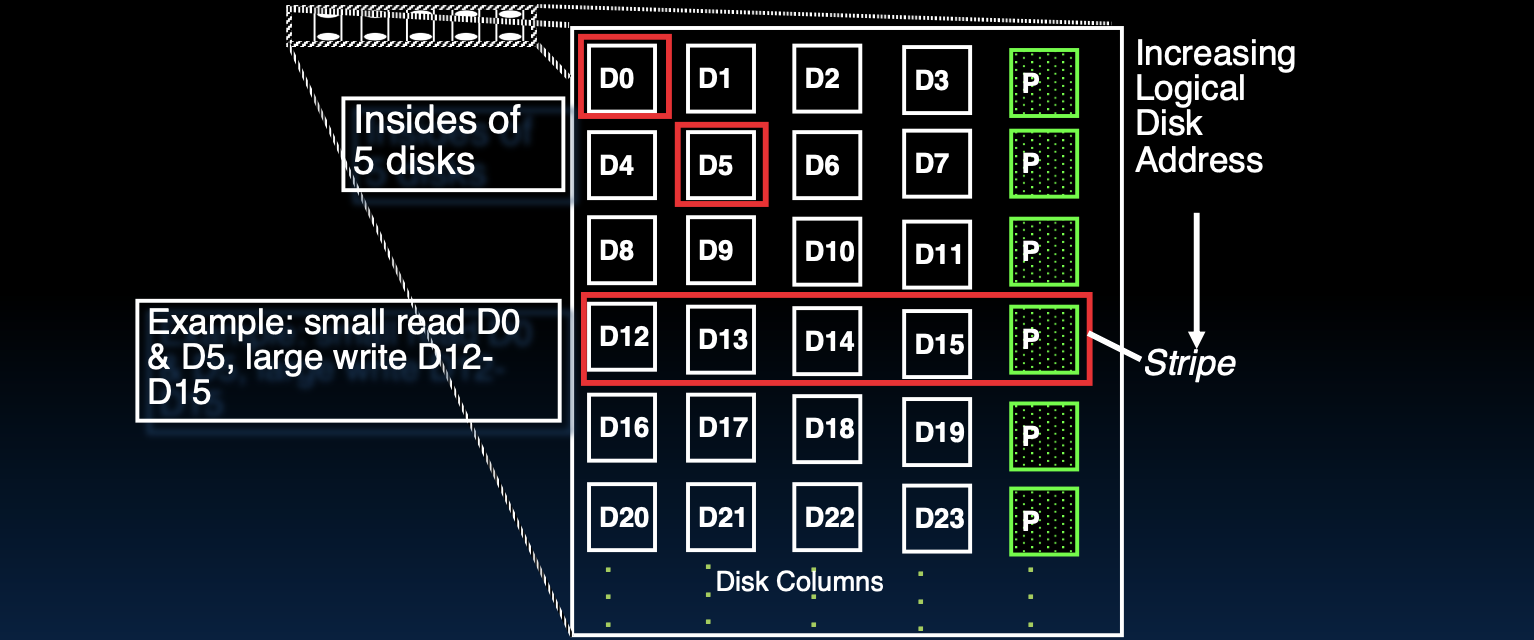 Insides of
5 disks
Example: small read D0
& D5, large write D12-
D15
D0 D1 D2 D3 P
D4 D5 D6 D7 P
D8 D9 D10 D11 P
D12 D13 D14 D15 P
D16 D17 D18 D19 P
D20 D21 D22 D23 P
Disk Columns
Increasing
Logical
Disk
Address
Stripe